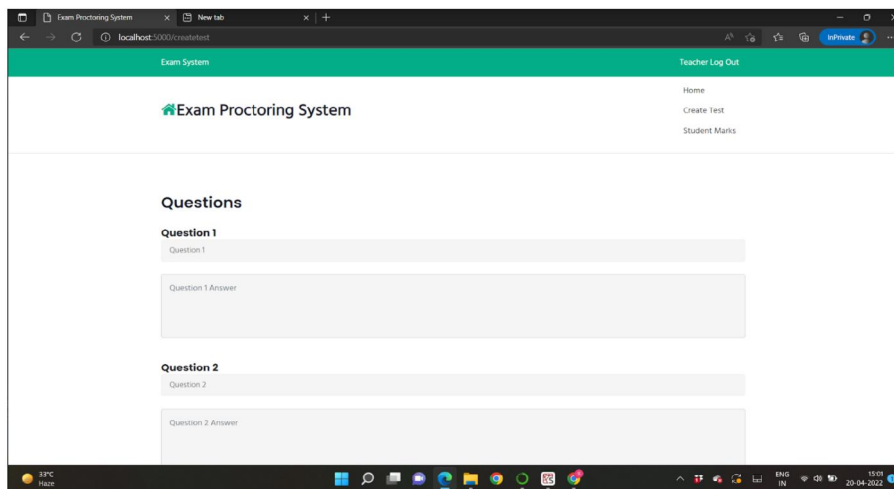 Exam Proctoring System
New tab
localhost:5000/createtest
InPrivate
Exam System
Teacher Log Out
Exam Proctoring System
Home
Create Test
Student Marks
Questions
Question 1
Question 1
Question 1 Answer
Question 2
Question 2
Question 2 Answer
33°C
Haze
ENG
IN
15:01
20-04-2022